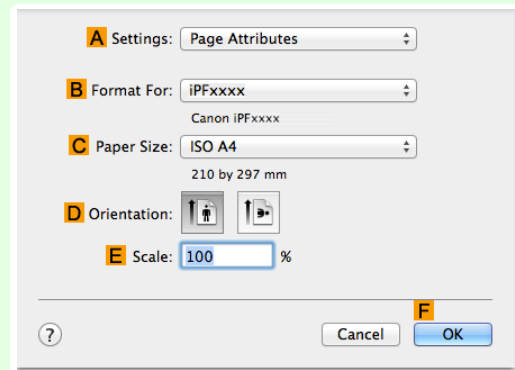 A Settings: Page Attributes
B Format For: iPFxxxx
Canon iPFxxxx
C Paper Size: ISO A4
210 by 297 mm
D Orientation:
E Scale: 100 %
F
? Cancel OK